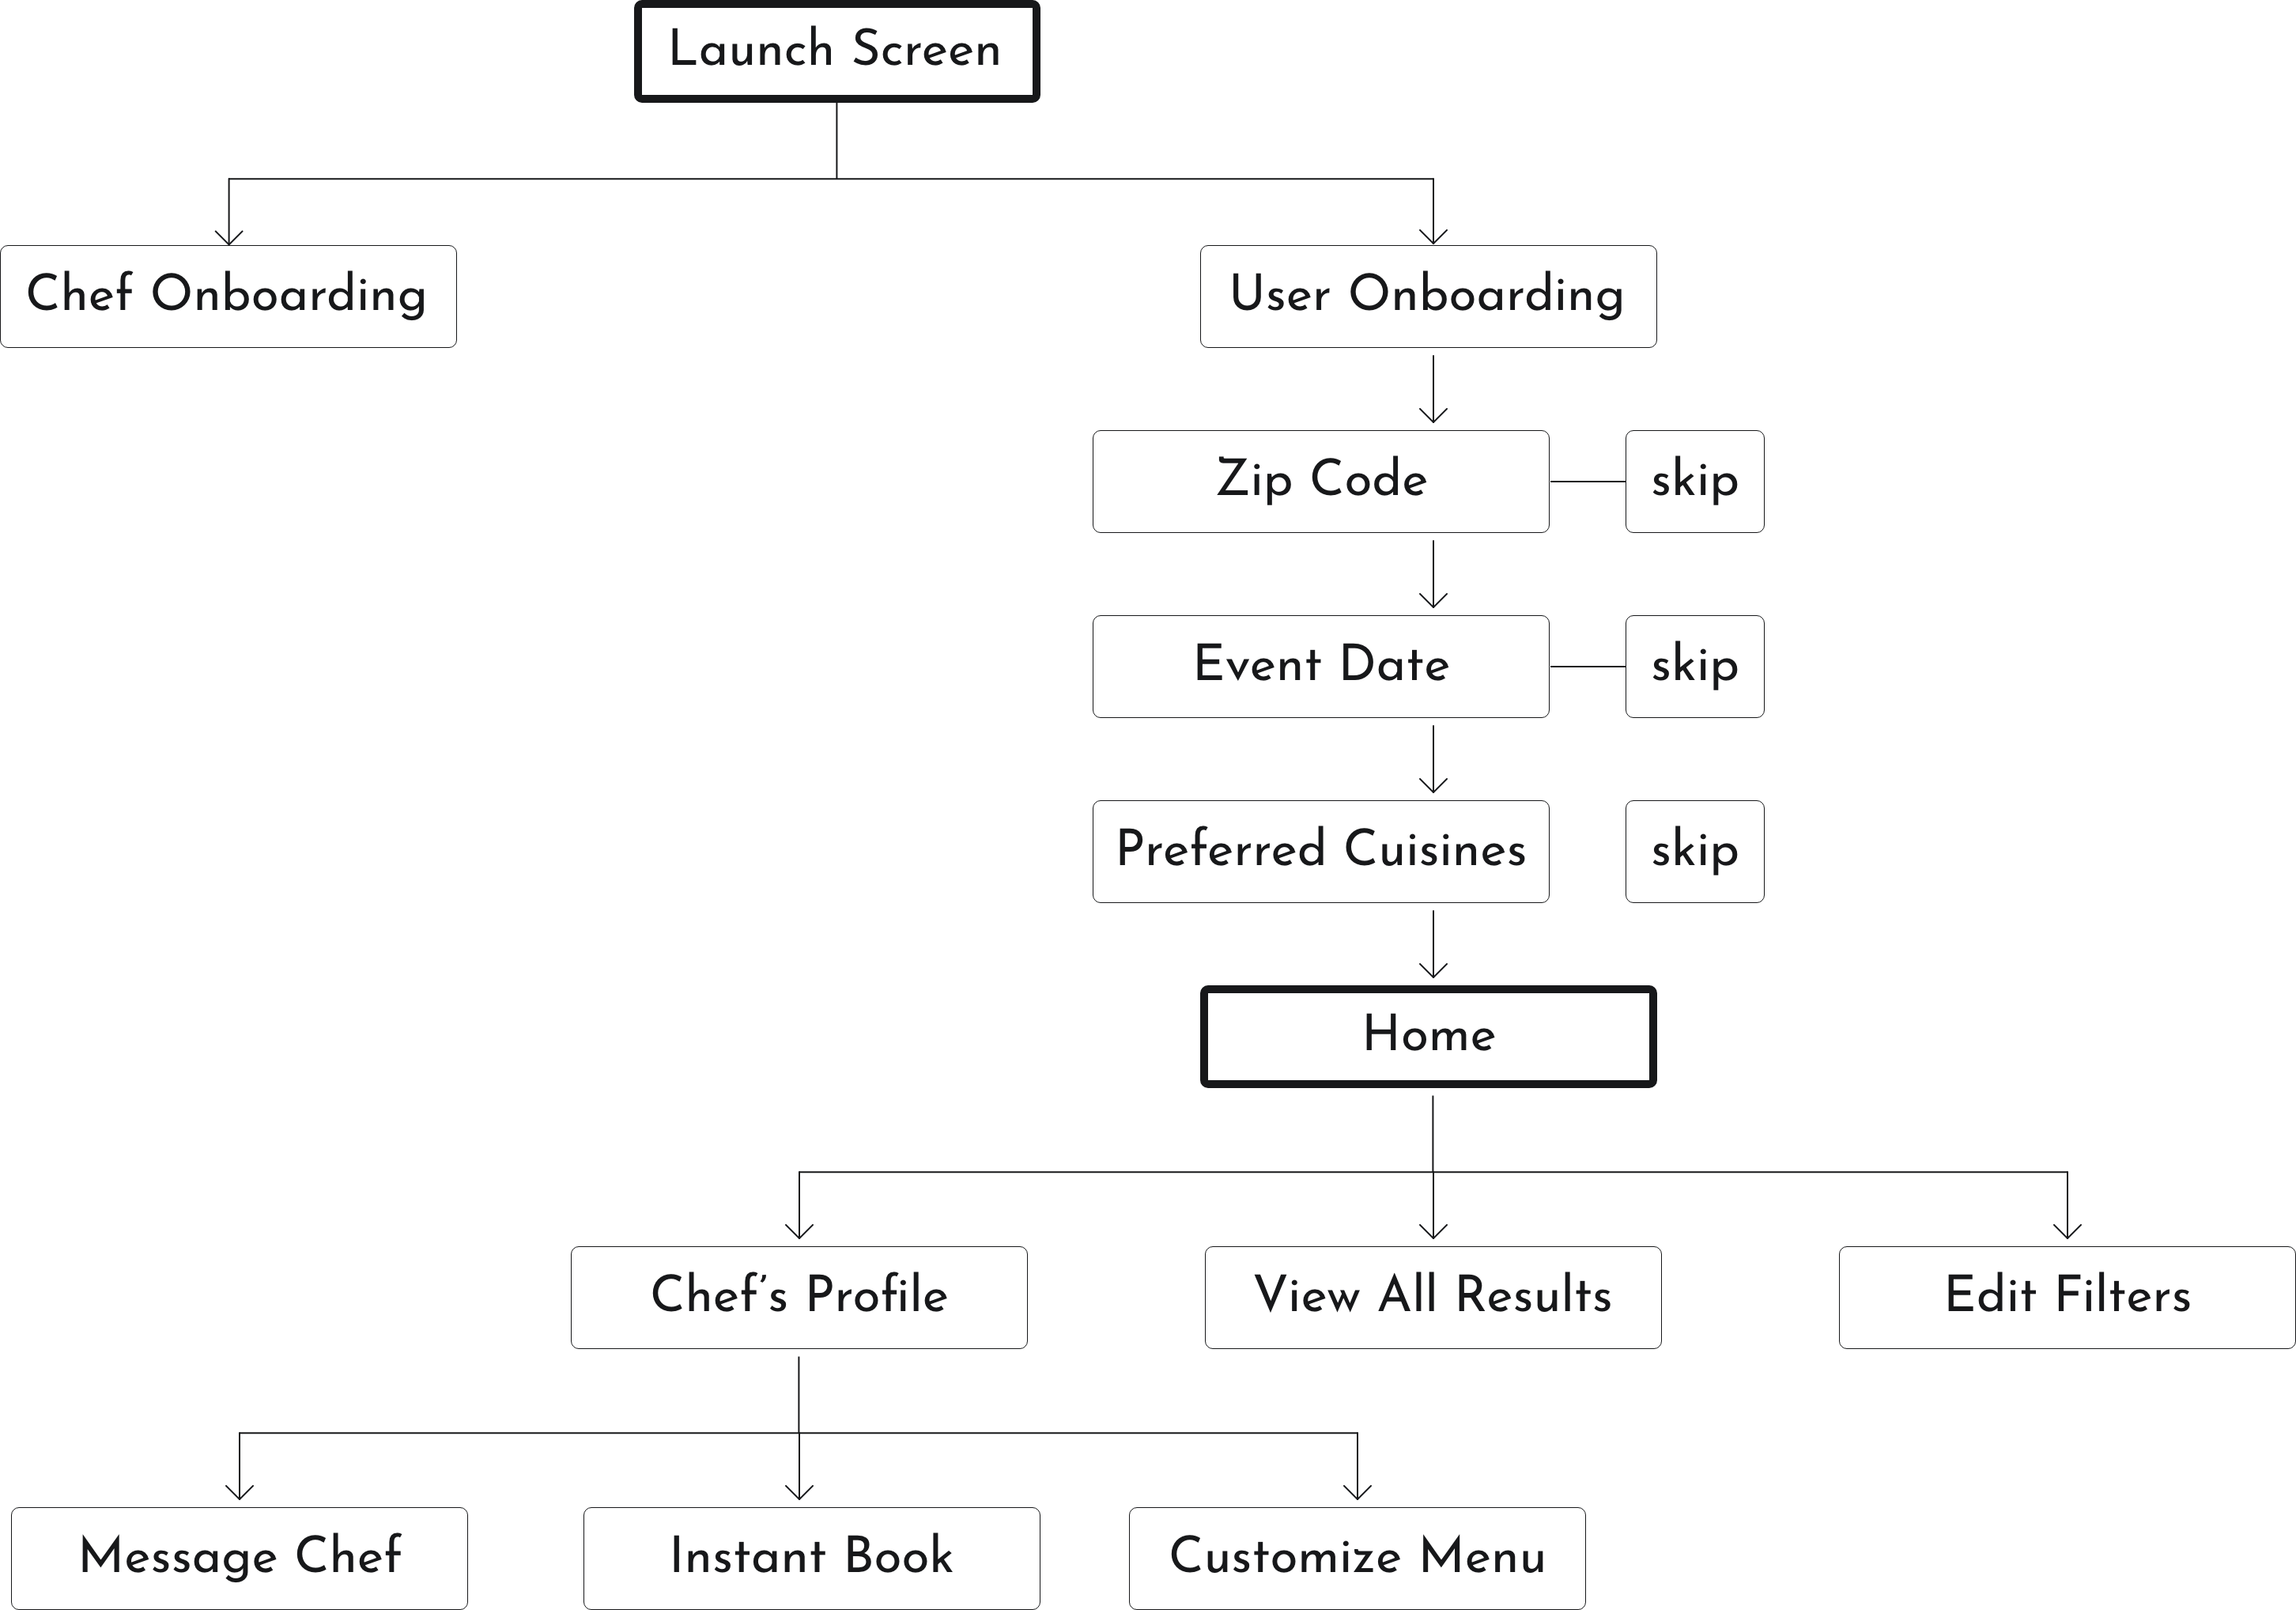 Launch Screen
Chef Onboarding
User Onboarding
Zip Code
skip
Event Date
skip
Preferred Cuisines
skip
Home
Chef’s Profile
View All Results
Edit Filters
Message Chef
Instant Book
Customize Menu